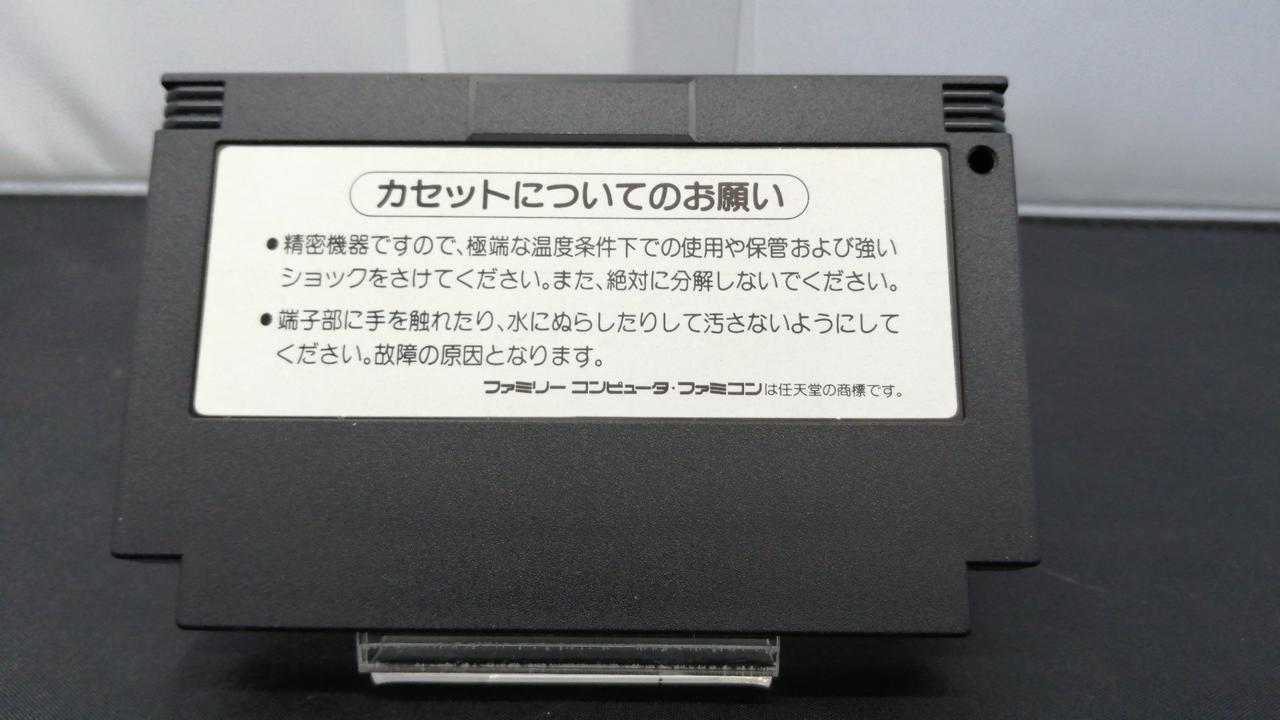 カセットについてのお願い
●精密機器ですので、極端な温度条件下での使用や保管および強い
ショックをさけてください。また、絶対に分解しないでください。
●端子部に手を触れたり、水にぬらしたりして汚さないようにして
ください。故障の原因となります。
ファミリー コンピュータ・ファミコンは任天堂の商標です。